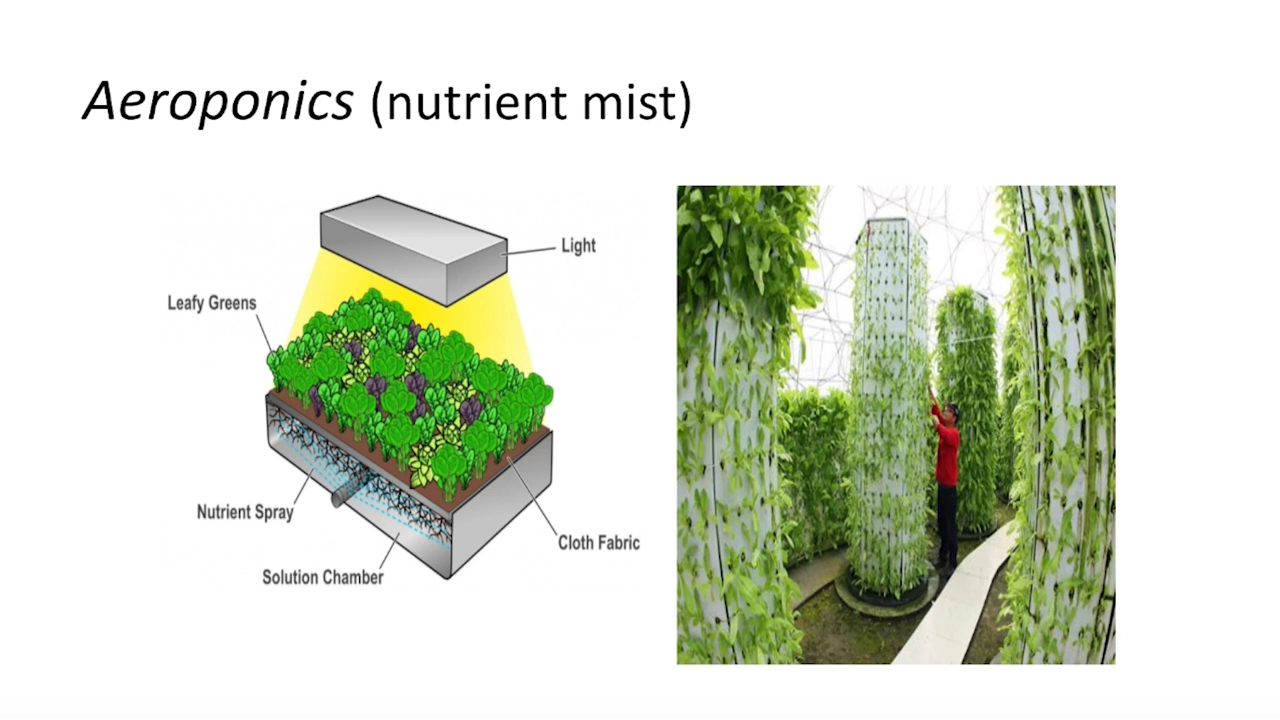 Aeroponics (nutrient mist)
Light
Leafy Greens
Nutrient Spray
Cloth Fabric
Solution Chamber